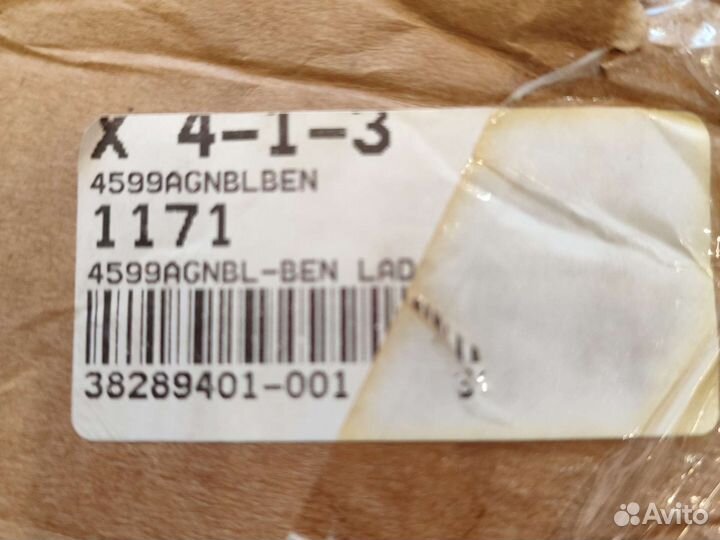 X 4-1-3
4599AGNBLBEN
1171
4599AGNBL-BEN LAD
38289401-001
Avito